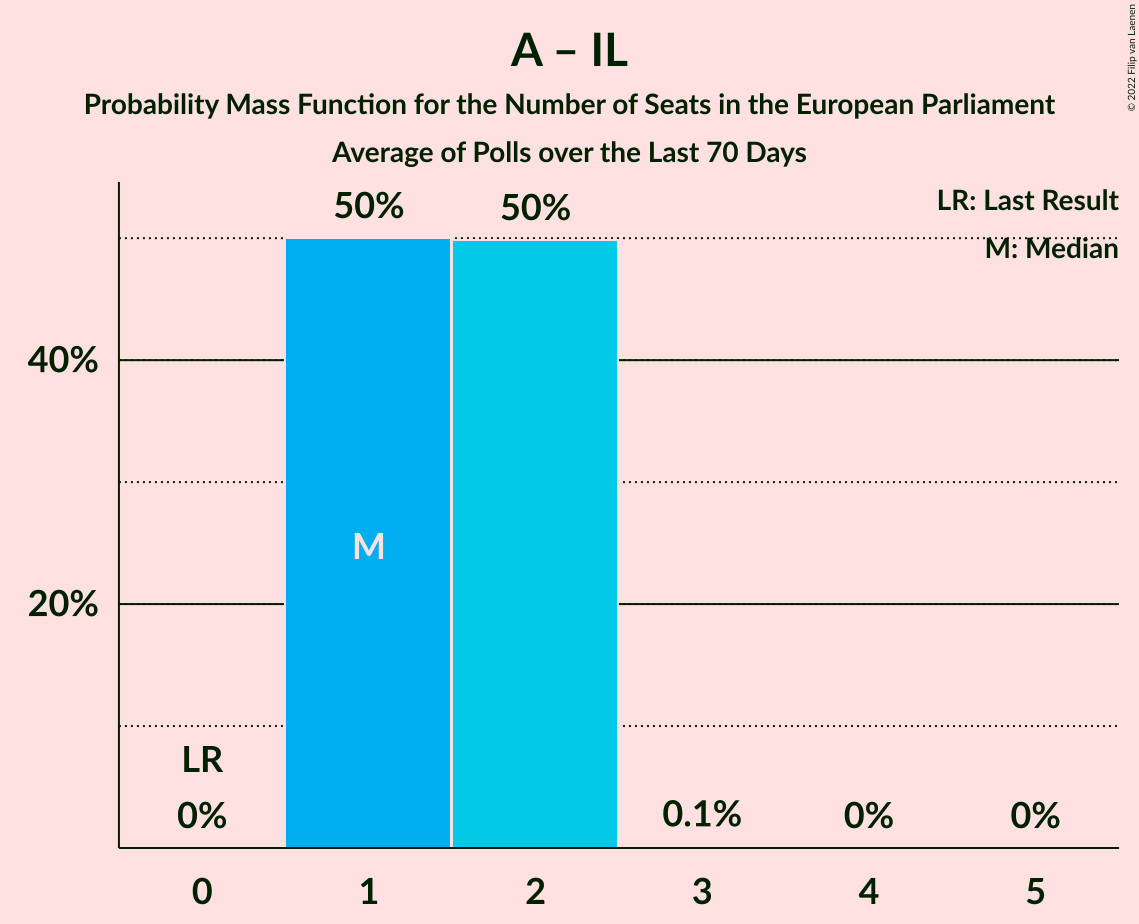 A – IL
Probability Mass Function for the Number of Seats in the European Parliament
Average of Polls over the Last 70 Days
© 2022 Filip van Laenen
LR: Last Result
M: Median
50%
50%
40%
M
20%
LR
0%
0.1%
0%
0%
0
1
2
3
4
5